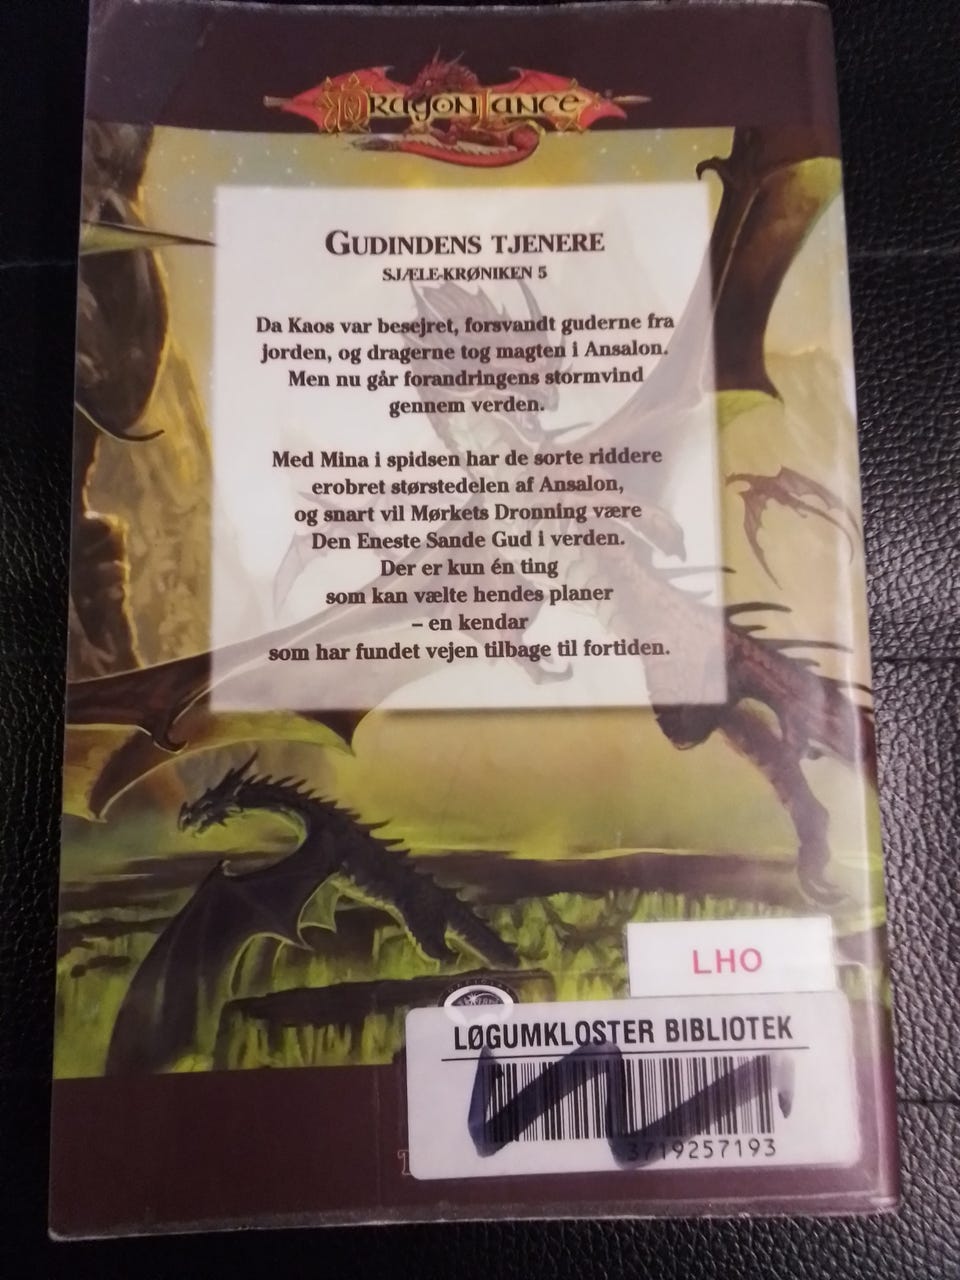 DRAGONLANCE
GUDINDENS TJENERE
SJÆLE-KRØNIKEN 5
Da Kaos var besejret, forsvandt guderne fra
jorden, og dragerne tog magten i Ansalon.
Men nu går forandringens stormvind
gennem verden.
Med Mina i spidsen har de sorte riddere
erobret størstedelen af Ansalon,
og snart vil Mørkets Dronning være
Den Eneste Sande Gud i verden.
Der er kun én ting
som kan vælte hendes planer
– en kendar
som har fundet vejen tilbage til fortiden.
LHO
LØGUMKLOSTER BIBLIOTEK
3719257193